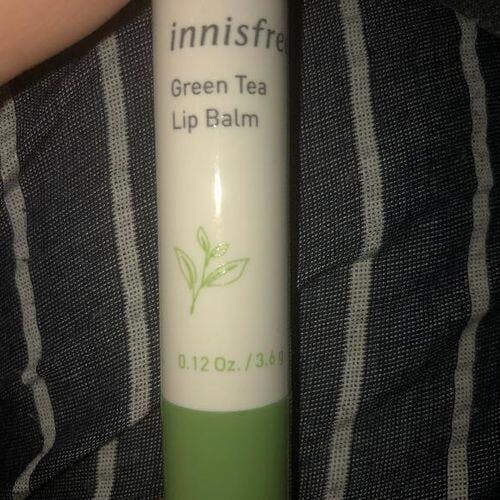 innisfre
Green Tea
Lip Balm
0.12 Oz. / 3.6 g